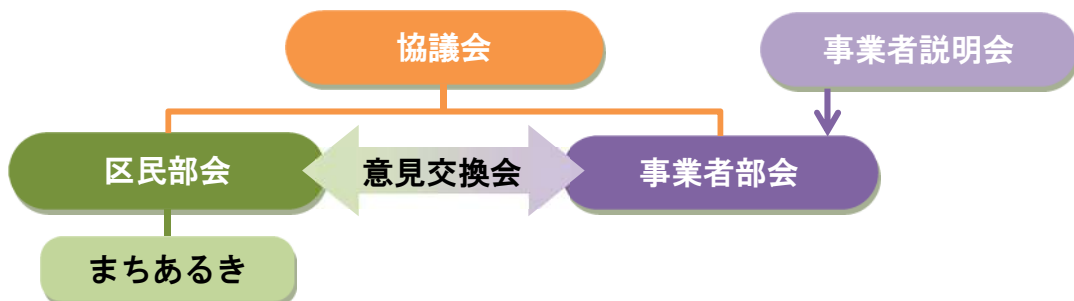 協議会
事業者説明会
区民部会
意見交換会
事業者部会
まちあるき